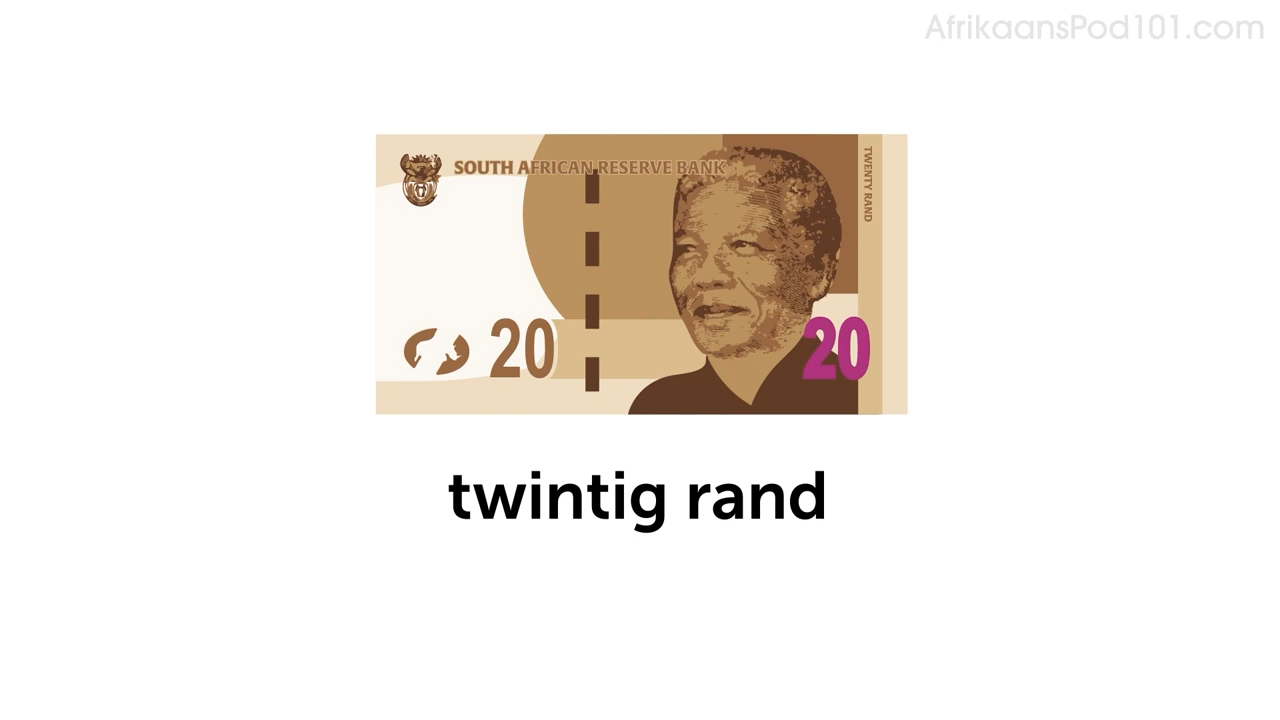 AfrikaansPod101.com
SOUTH AFRICAN RESERVE BANK
TWENTY RAND
20
20
twintig rand